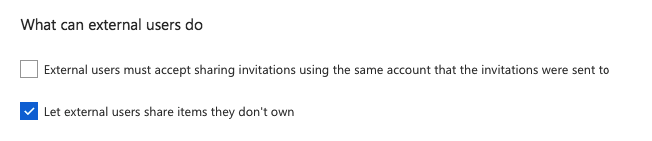 What can external users do
External users must accept sharing invitations using the same account that the invitations were sent to
Let external users share items they don't own